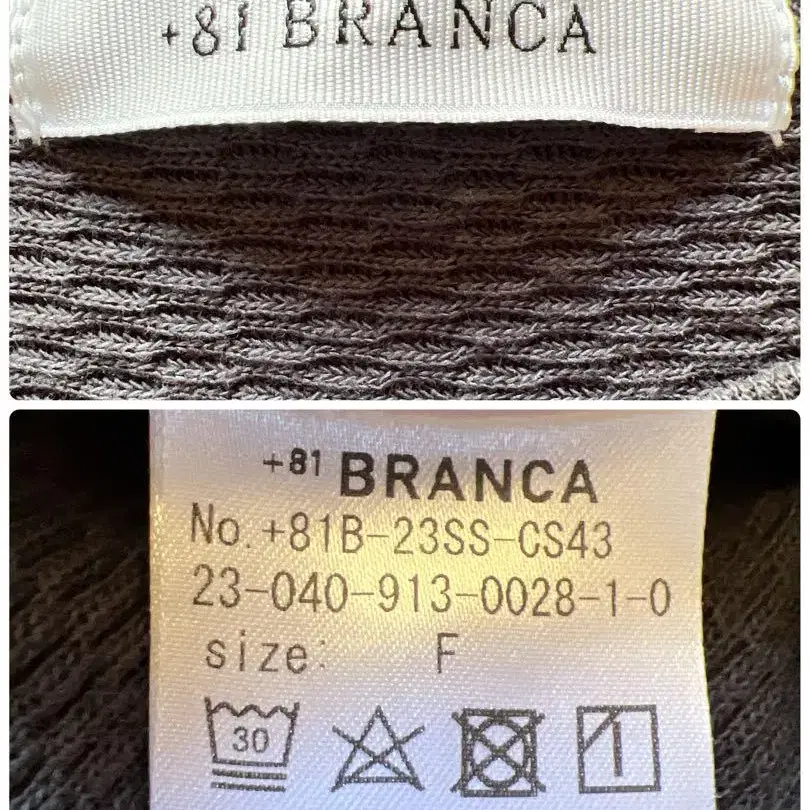 +81 BRANCA
+81 BRANCA
No.+81B-23SS-CS43
23-040-913-0028-1-0
size: F
30